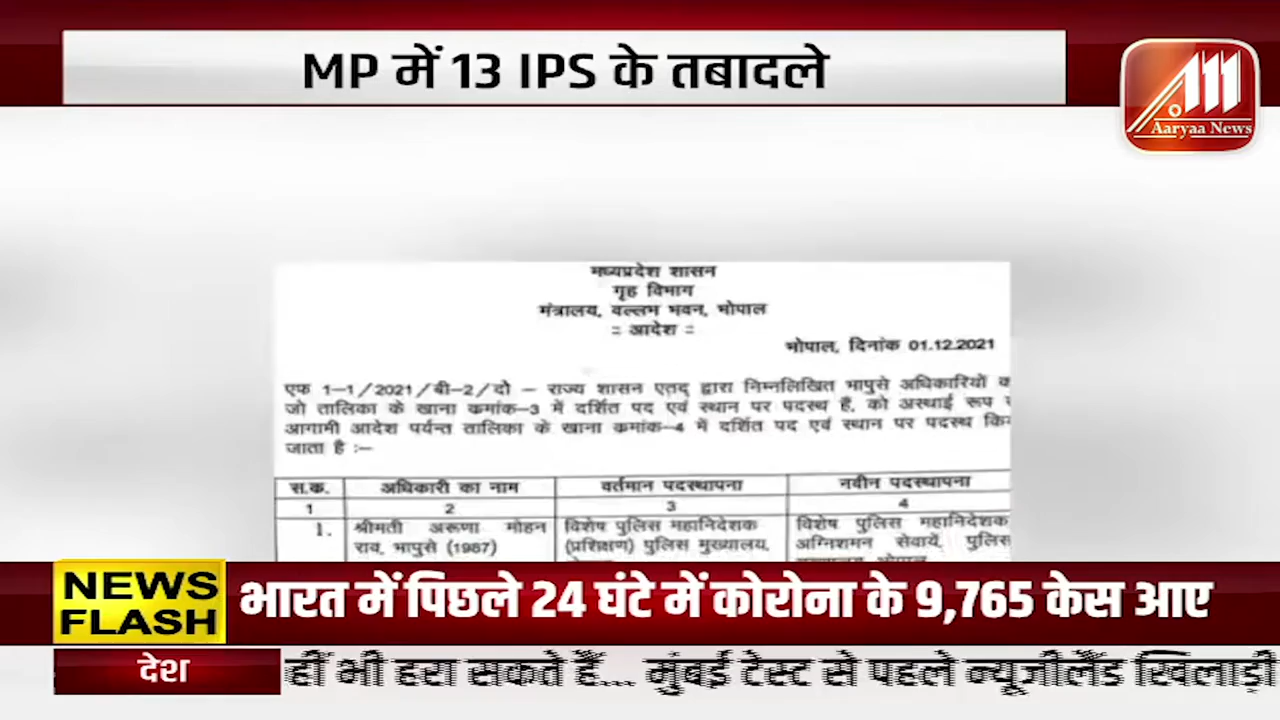 MP में 13 IPS के तबादले
Aaryaa News
मध्यप्रदेश शासन
गृह विभाग
मंत्रालय, वल्लभ भवन, भोपाल
:: आदेश ::
भोपाल, दिनांक 01.12.2021
एफ 1–1/2021/बी–2/दो – राज्य शासन एतद् द्वारा निम्नलिखित भापुसे अधिकारियों
जो तालिका के खाना क्रमांक–3 में दर्शित पद एवं स्थान पर पदस्थ हैं, को अस्थाई रूप
आगामी आदेश पर्यन्त तालिका के खाना क्रमांक–4 में दर्शित पद एवं स्थान पर पदस्थ
जाता है :–
स.क्र. अधिकारी का नाम वर्तमान पदस्थापना नवीन पदस्थापना
1 2 3 4
1. श्रीमती अरूणा मोहन विशेष पुलिस महानिदेशक विशेष पुलिस महानिदेशक
राव, भापुसे (1987) (प्रशिक्षण) पुलिस मुख्यालय, अग्निशमन सेवायें, पुलिस
NEWS FLASH भारत में पिछले 24 घंटे में कोरोना के 9,765 केस आए
देश हीं भी हरा सकते हैं... मुंबई टेस्ट से पहले न्यूजीलैंड खिलाड़ी